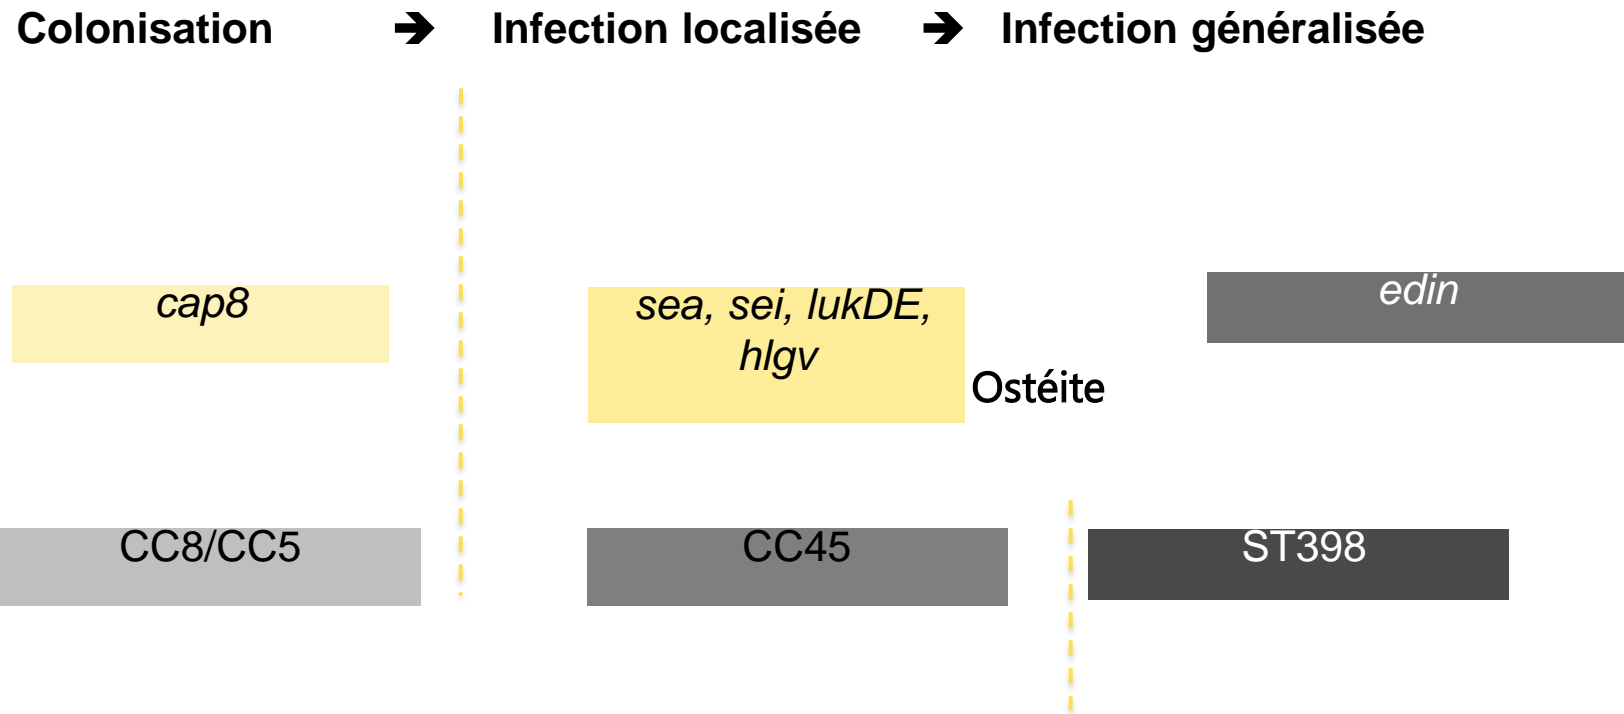 Colonisation ➔ Infection localisée ➔ Infection généralisée
cap8
sea, sei, lukDE,
hlgv
edin
Ostéite
CC8/CC5
CC45
ST398